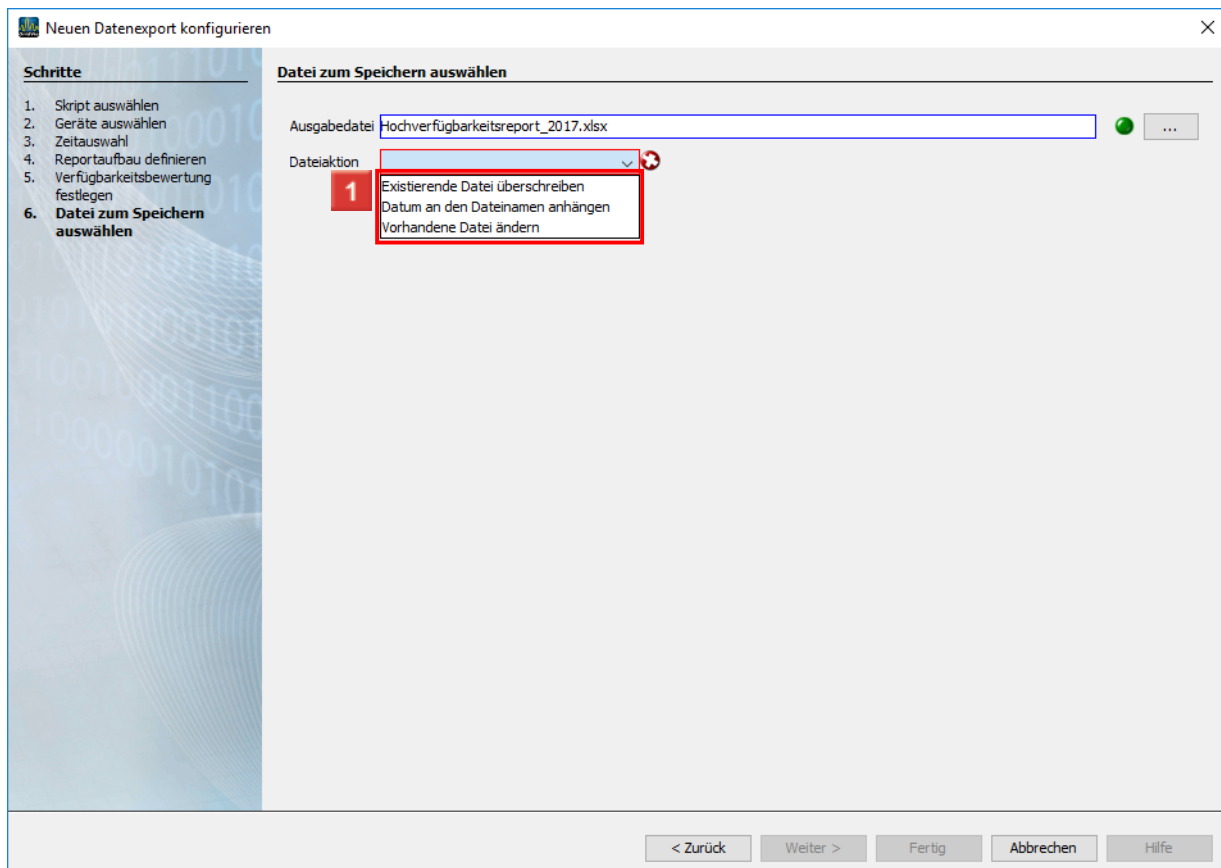 Neuen Datenexport konfigurieren
Schritte
1. Skript auswählen
2. Geräte auswählen
3. Zeitauswahl
4. Reportaufbau definieren
5. Verfügbarkeitsbewertung
festlegen
6. Datei zum Speichern
auswählen
Datei zum Speichern auswählen
Ausgabedatei Hochverfügbarkeitsreport_2017.xlsx ...
Dateiaktion
1
Existierende Datei überschreiben
Datum an den Dateinamen anhängen
Vorhandene Datei ändern
< Zurück Weiter > Fertig Abbrechen Hilfe